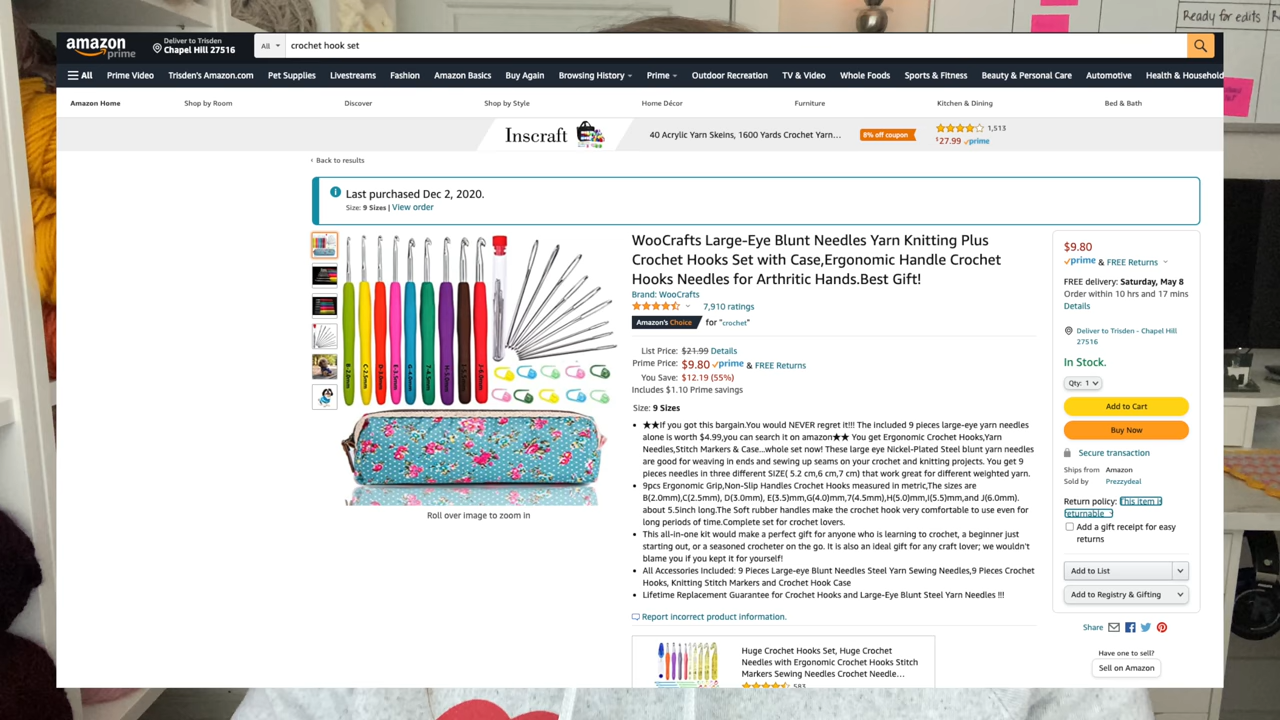 Ready for edits
amazon
prime
Deliver to Trisden
Chapel Hill 27516
All
crochet hook set
All
Prime Video
Trisden's Amazon.com
Pet Supplies
Livestreams
Fashion
Amazon Basics
Buy Again
Browsing History
Prime
Outdoor Recreation
TV & Video
Whole Foods
Sports & Fitness
Beauty & Personal Care
Automotive
Health & Household
Amazon Home
Shop by Room
Discover
Shop by Style
Home Décor
Furniture
Kitchen & Dining
Bed & Bath
Inscraft
40 Acrylic Yarn Skeins, 1600 Yards Crochet Yarn...
8% off coupon
1,513
$27.99 prime
‹ Back to results
Last purchased Dec 2, 2020.
Size: 9 Sizes | View order
B-2.0mm
C-2.5mm
D-3.0mm
E-3.5mm
G-4.0mm
7-4.5mm
H-5.0mm
I-5.5mm
J-6.0mm
Roll over image to zoom in
WooCrafts Large-Eye Blunt Needles Yarn Knitting Plus
Crochet Hooks Set with Case,Ergonomic Handle Crochet
Hooks Needles for Arthritic Hands.Best Gift!
Brand: WooCrafts
7,910 ratings
Amazon's Choice for "crochet"
List Price: $21.99 Details
Prime Price: $9.80 prime & FREE Returns
You Save: $12.19 (55%)
Includes $1.10 Prime savings
Size: 9 Sizes
• ★★If you got this bargain.You would NEVER regret it!!! The included 9 pieces large-eye yarn needles
alone is worth $4.99,you can search it on amazon★★ You get Ergonomic Crochet Hooks,Yarn
Needles,Stitch Markers & Case...whole set now! These large eye Nickel-Plated Steel blunt yarn needles
are good for weaving in ends and sewing up seams on your crochet and knitting projects. You get 9
pieces needles in three different SIZE( 5.2 cm,6 cm,7 cm) that work great for different weighted yarn.
• 9pcs Ergonomic Grip,Non-Slip Handles Crochet Hooks measured in metric,The sizes are
B(2.0mm),C(2.5mm), D(3.0mm), E(3.5mm),G(4.0)mm,7(4.5mm),H(5.0)mm,I(5.5)mm,and J(6.0mm).
about 5.5inch long.The Soft rubber handles make the crochet hook very comfortable to use even for
long periods of time.Complete set for crochet lovers.
• This all-in-one kit would make a perfect gift for anyone who is learning to crochet, a beginner just
starting out, or a seasoned crocheter on the go. It is also an ideal gift for any craft lover; we wouldn't
blame you if you kept it for yourself!
• All Accessories Included: 9 Pieces Large-eye Blunt Needles Steel Yarn Sewing Needles,9 Pieces Crochet
Hooks, Knitting Stitch Markers and Crochet Hook Case
• Lifetime Replacement Guarantee for Crochet Hooks and Large-Eye Blunt Steel Yarn Needles !!!
Report incorrect product information.
Huge Crochet Hooks Set, Huge Crochet
Needles with Ergonomic Crochet Hooks Stitch
Markers Sewing Needles Crochet Needle...
583
$9.80
prime & FREE Returns
FREE delivery: Saturday, May 8
Order within 10 hrs and 17 mins
Details
Deliver to Trisden - Chapel Hill
27516
In Stock.
Qty: 1
Add to Cart
Buy Now
Secure transaction
Ships from Amazon
Sold by Prezzydeal
Return policy: This item is
returnable
Add a gift receipt for easy
returns
Add to List
Add to Registry & Gifting
Share
Have one to sell?
Sell on Amazon